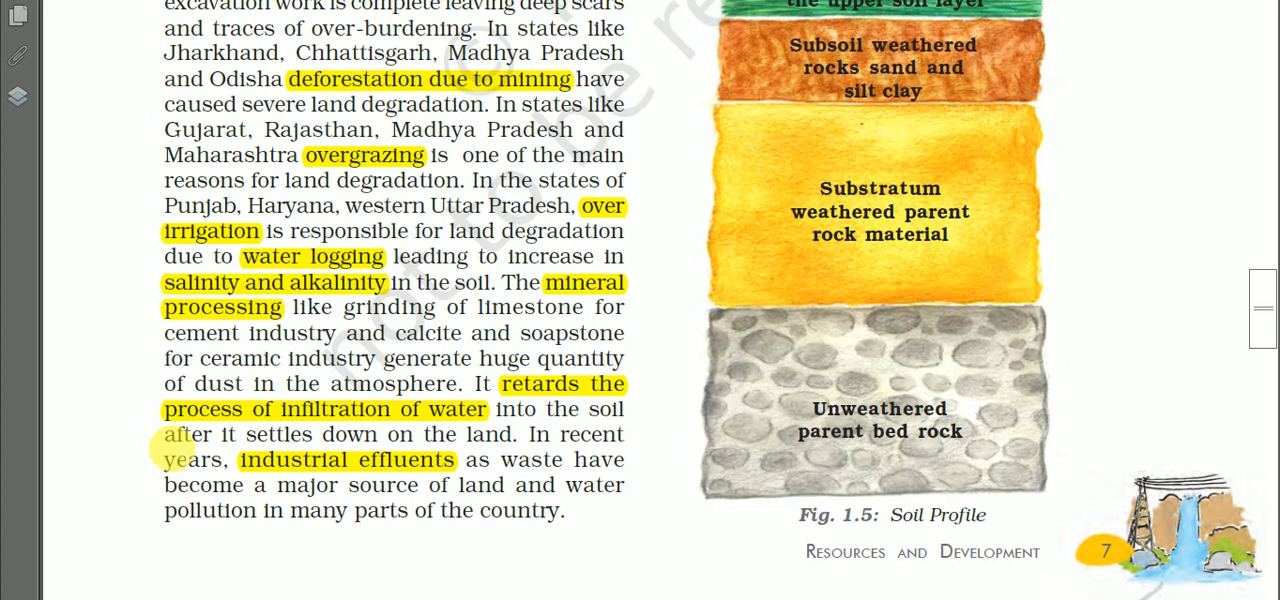 excavation work is complete leaving deep scars
and traces of over-burdening. In states like
Jharkhand, Chhattisgarh, Madhya Pradesh
and Odisha deforestation due to mining have
caused severe land degradation. In states like
Gujarat, Rajasthan, Madhya Pradesh and
Maharashtra overgrazing is one of the main
reasons for land degradation. In the states of
Punjab, Haryana, western Uttar Pradesh, over
irrigation is responsible for land degradation
due to water logging leading to increase in
salinity and alkalinity in the soil. The mineral
processing like grinding of limestone for
cement industry and calcite and soapstone
for ceramic industry generate huge quantity
of dust in the atmosphere. It retards the
process of infiltration of water into the soil
after it settles down on the land. In recent
years, industrial effluents as waste have
become a major source of land and water
pollution in many parts of the country.
the upper soil layer
Subsoil weathered
rocks sand and
silt clay
Substratum
weathered parent
rock material
Unweathered
parent bed rock
Fig. 1.5: Soil Profile
RESOURCES AND DEVELOPMENT
7
©
not to be re